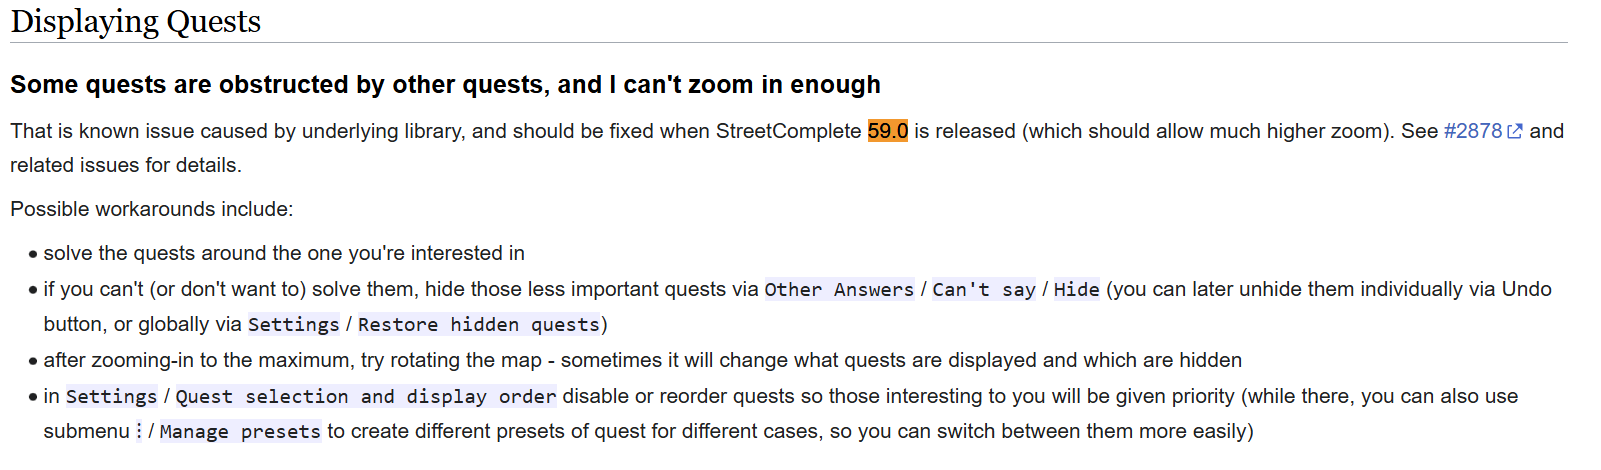 Displaying Quests
Some quests are obstructed by other quests, and I can't zoom in enough
That is known issue caused by underlying library, and should be fixed when StreetComplete 59.0 is released (which should allow much higher zoom). See #2878 and
related issues for details.
Possible workarounds include:
• solve the quests around the one you're interested in
• if you can't (or don't want to) solve them, hide those less important quests via Other Answers / Can't say / Hide (you can later unhide them individually via Undo
button, or globally via Settings / Restore hidden quests)
• after zooming-in to the maximum, try rotating the map - sometimes it will change what quests are displayed and which are hidden
• in Settings / Quest selection and display order disable or reorder quests so those interesting to you will be given priority (while there, you can also use
submenu ⋮ / Manage presets to create different presets of quest for different cases, so you can switch between them more easily)